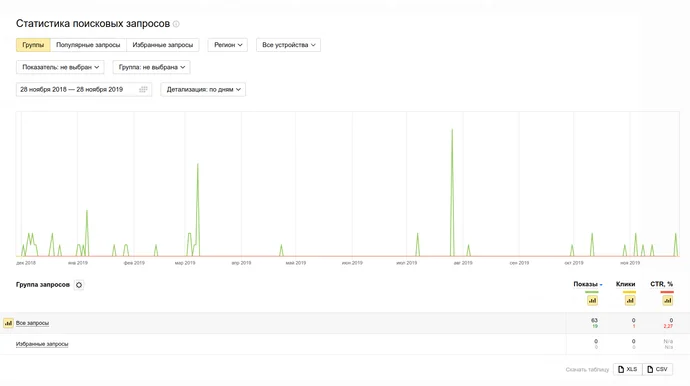 Статистика поисковых запросов
Группы Популярные запросы Избранные запросы Регион Все устройства
Показатель: не выбран Группа: не выбрана
28 ноября 2018 — 28 ноября 2019 Детализация: по дням
дек 2018 янв 2019 фев 2019 мар 2019 апр 2019 май 2019 июн 2019 июл 2019 авг 2019 сен 2019 окт 2019 ноя 2019
Группа запросов Показы Клики CTR, %
Все запросы 63 0 0
19 1 2,27
Избранные запросы 0 0 N/a
0 0 N/a
Скачать таблицу XLS CSV